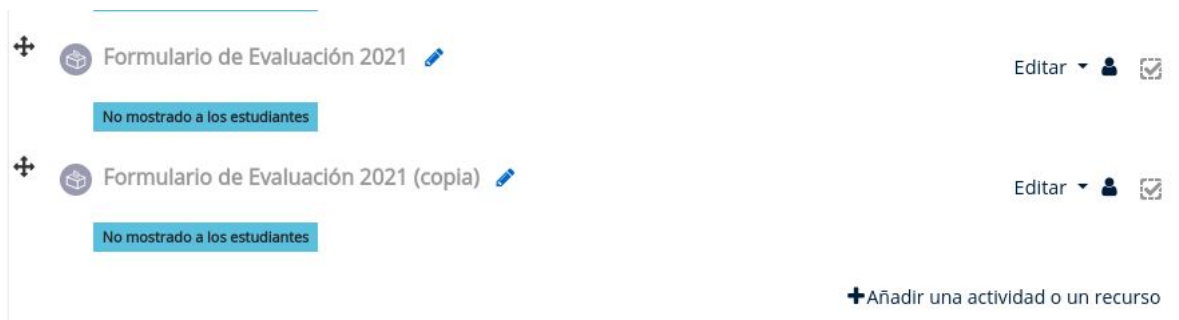 Formulario de Evaluación 2021
Editar
No mostrado a los estudiantes
Formulario de Evaluación 2021 (copia)
Editar
No mostrado a los estudiantes
Añadir una actividad o un recurso